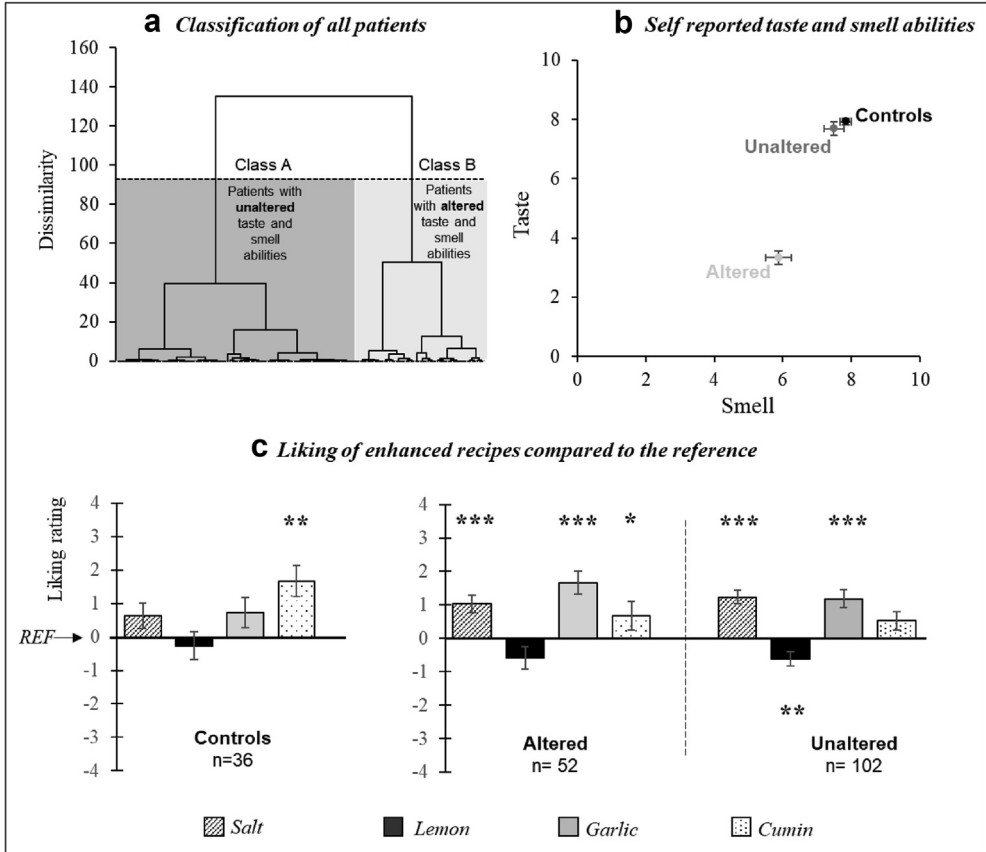 a Classification of all patients
160
140
120
100
80
60
40
20
0
Dissimilarity
Class A
Patients with
unaltered
taste and
smell
abilities
Class B
Patients
with altered
taste and
smell
abilities
b Self reported taste and smell abilities
10
8
6
4
2
0
Taste
Controls
Unaltered
Altered
0 2 4 6 8 10
Smell
c Liking of enhanced recipes compared to the reference
Liking rating
REF
4
3
2
1
0
-1
-2
-3
-4
**
Controls
n=36
4
3
2
1
0
-1
-2
-3
-4
*** *** *
Altered
n= 52
*** ***
**
Unaltered
n= 102
Salt Lemon Garlic Cumin